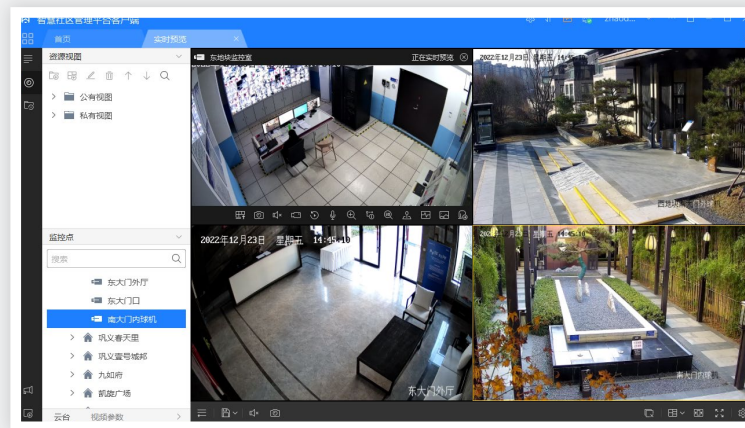 智慧社区管理平台客户端
首页
实时预览
资源视图
公有视图
私有视图
监控点
搜索
东大门外厅
东大门口
南大门内球机
巩义春天里
巩义壹号城邦
九如府
凯旋广场
云台 视频参数
东地块监控室
正在实时预览
2022年12月23日
2022年12月23日 星期五 14:45:10
东大门外厅
南大门内球机